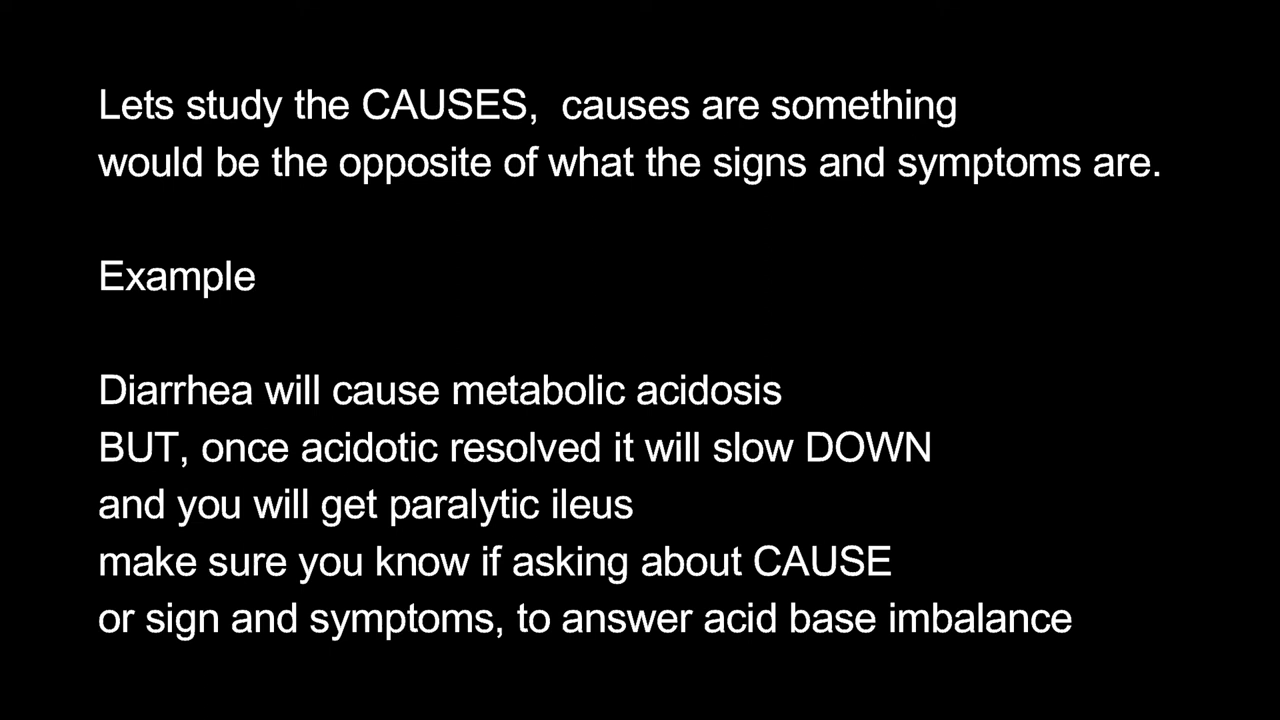 Lets study the CAUSES,  causes are something
would be the opposite of what the signs and symptoms are.
Example
Diarrhea will cause metabolic acidosis
BUT, once acidotic resolved it will slow DOWN
and you will get paralytic ileus
make sure you know if asking about CAUSE
or sign and symptoms, to answer acid base imbalance